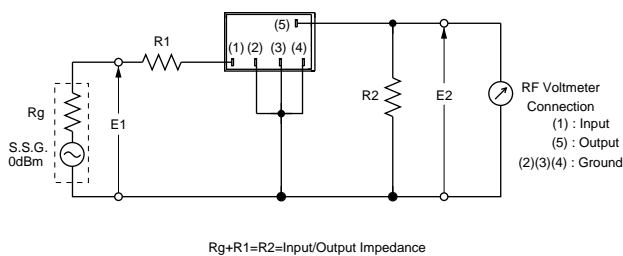 (5)
R1
(1) (2) (3) (4)
Rg
E1
R2
E2
S.S.G.
0dBm
RF Voltmeter
Connection
(1) : Input
(5) : Output
(2)(3)(4) : Ground
Rg+R1=R2=Input/Output Impedance